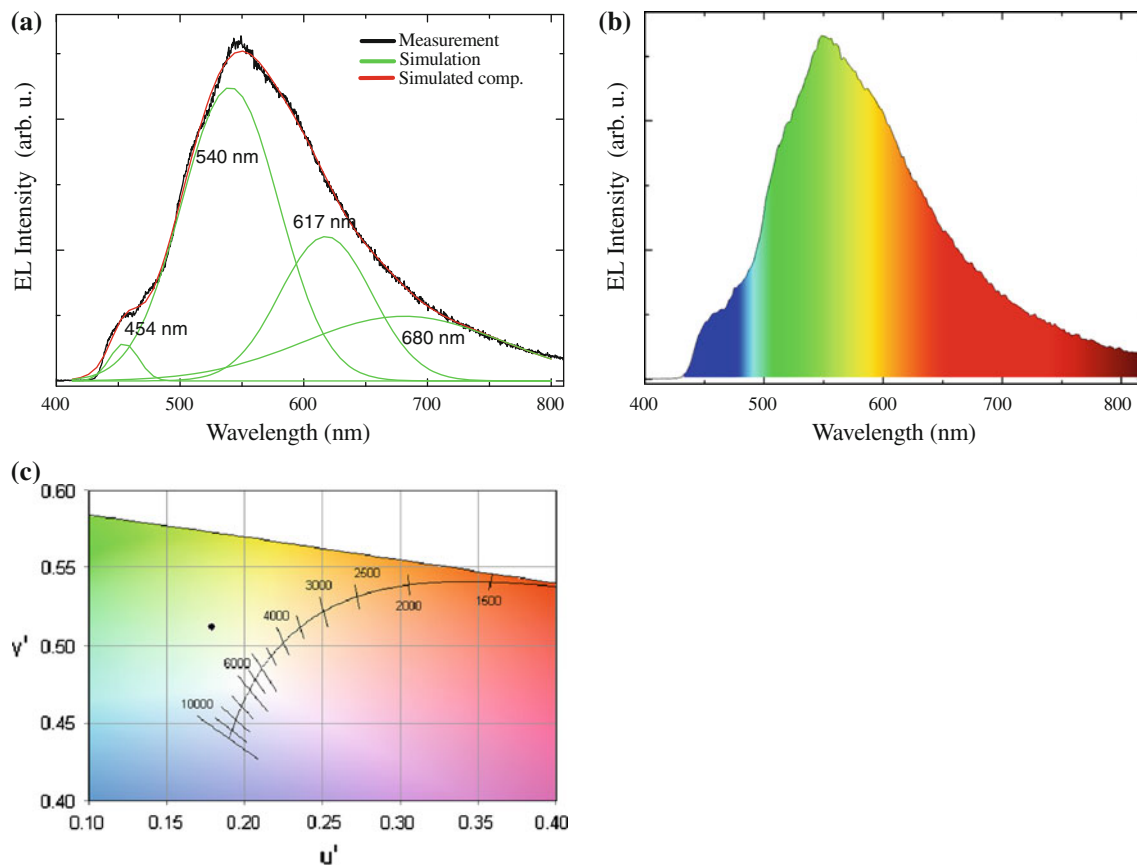 (a)
EL Intensity (arb. u.)
Measurement
Simulation
Simulated comp.
540 nm
617 nm
454 nm
680 nm
400 500 600 700 800
Wavelength (nm)
(b)
EL Intensity (arb. u.)
400 500 600 700 800
Wavelength (nm)
(c)
0.60
0.55
0.50
0.45
0.40
v'
2500
3000
2000
1500
4000
6000
10000
0.10 0.15 0.20 0.25 0.30 0.35 0.40
u'